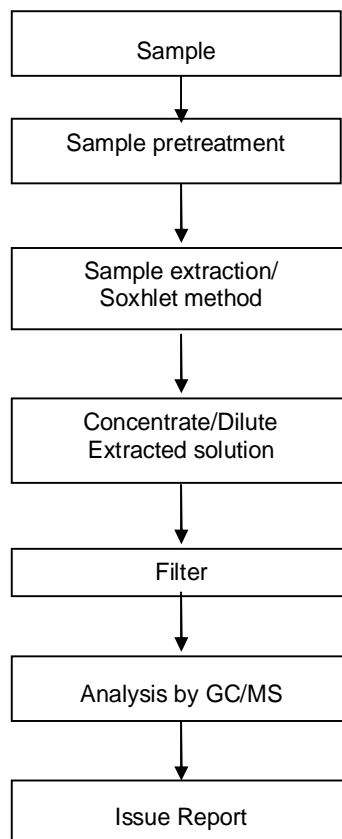 Sample
Sample pretreatment
Sample extraction/
Soxhlet method
Concentrate/Dilute
Extracted solution
Filter
Analysis by GC/MS
Issue Report